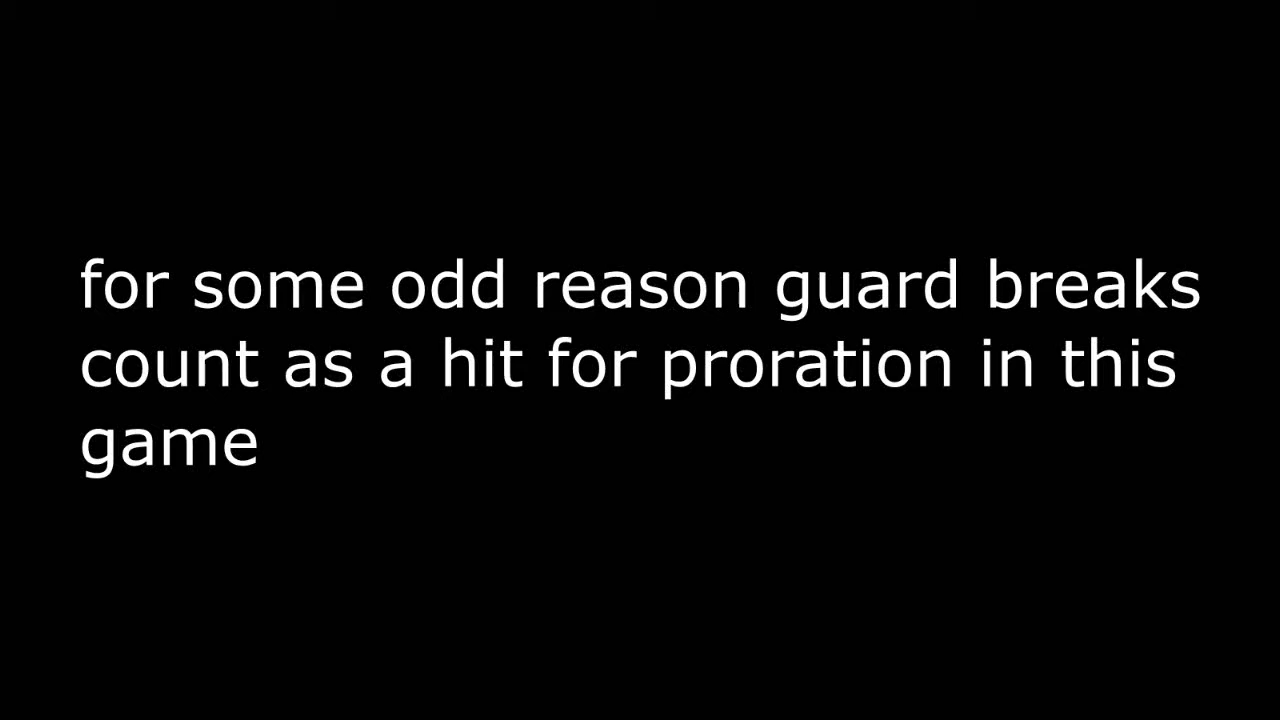 for some odd reason guard breaks
count as a hit for proration in this
game